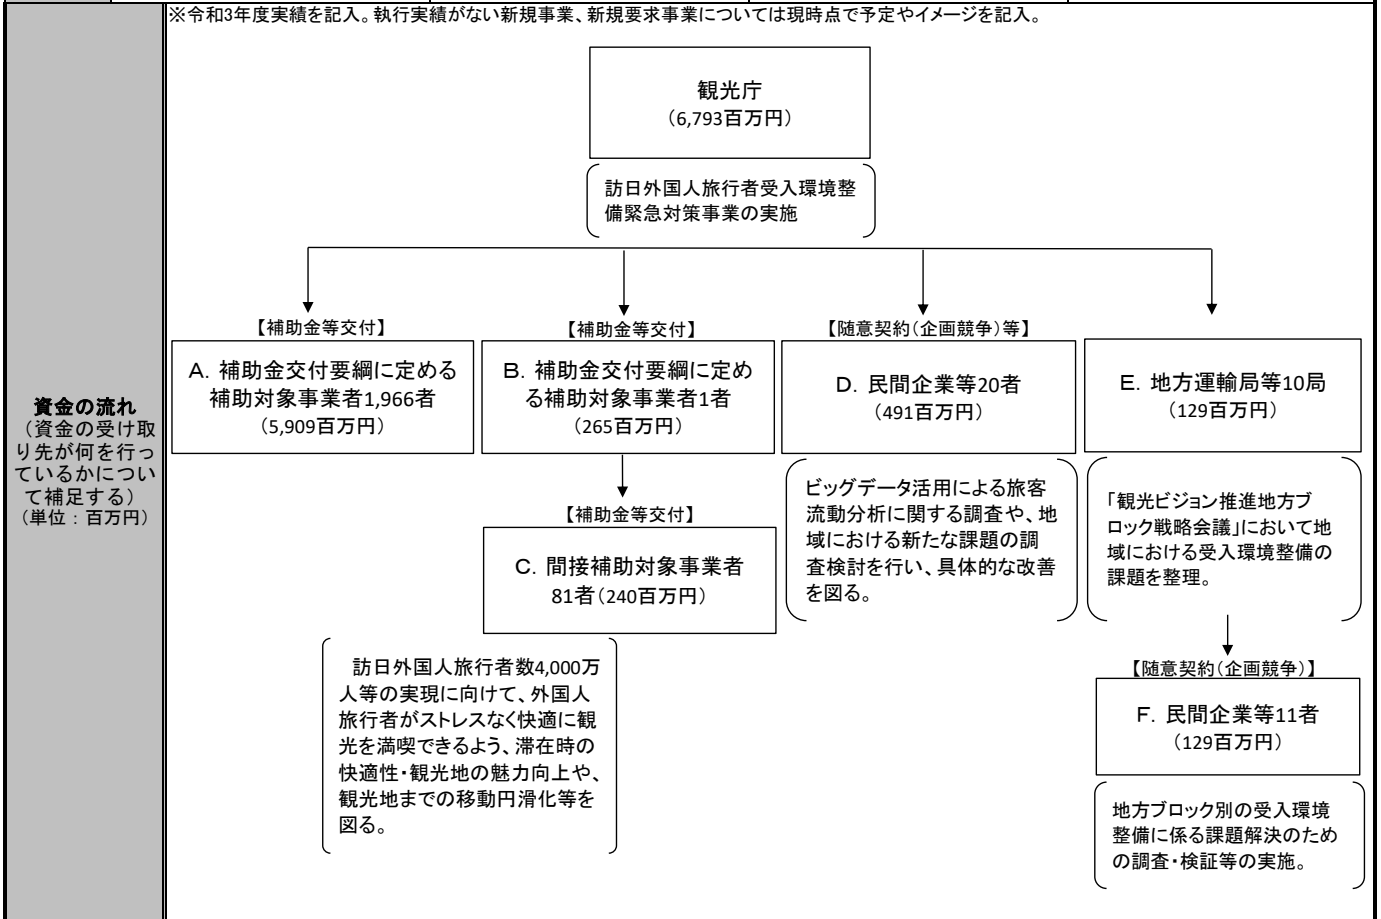 ※令和3年度実績を記入。執行実績がない新規事業、新規要求事業については現時点で予定やイメージを記入。
資金の流れ
（資金の受け取
り先が何を行っ
ているかについ
て補足する）
（単位：百万円）
観光庁
（6,793百万円）
訪日外国人旅行者受入環境整
備緊急対策事業の実施
【補助金等交付】
A．補助金交付要綱に定める
補助対象事業者1,966者
（5,909百万円）
【補助金等交付】
B．補助金交付要綱に定め
る補助対象事業者1者
（265百万円）
【補助金等交付】
C．間接補助対象事業者
81者（240百万円）
訪日外国人旅行者数4,000万
人等の実現に向けて、外国人
旅行者がストレスなく快適に観
光を満喫できるよう、滞在時の
快適性・観光地の魅力向上や、
観光地までの移動円滑化等を
図る。
【随意契約（企画競争）等】
D．民間企業等20者
（491百万円）
ビッグデータ活用による旅客
流動分析に関する調査や、地
域における新たな課題の調
査検討を行い、具体的な改善
を図る。
E．地方運輸局等10局
（129百万円）
「観光ビジョン推進地方ブ
ロック戦略会議」において地
域における受入環境整備の
課題を整理。
【随意契約（企画競争）】
F．民間企業等11者
（129百万円）
地方ブロック別の受入環境
整備に係る課題解決のため
の調査・検証等の実施。